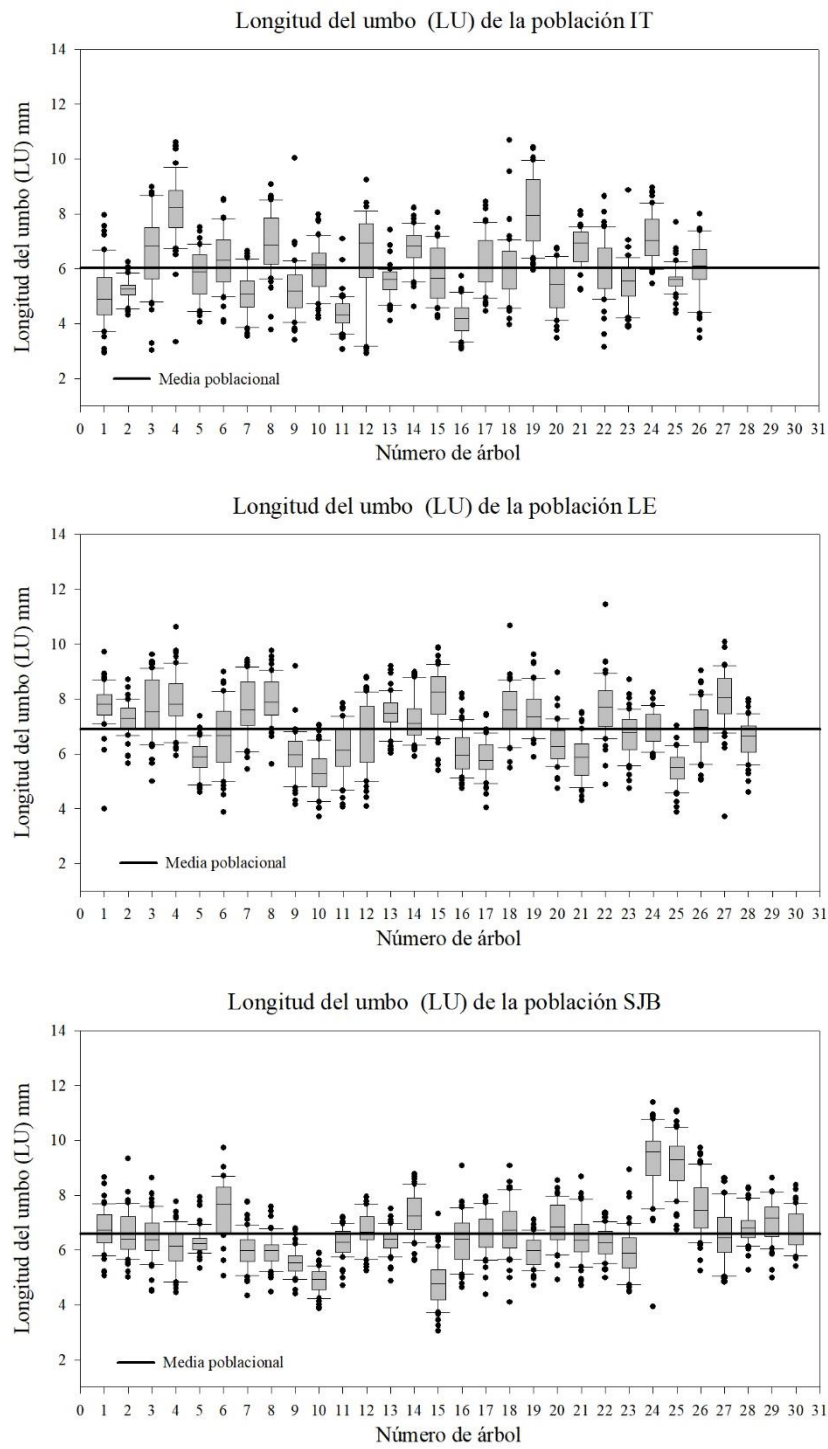 Longitud del umbo (LU) de la población IT
Longitud del umbo (LU) mm
14
12
10
8
6
4
2
Media poblacional
0 1 2 3 4 5 6 7 8 9 10 11 12 13 14 15 16 17 18 19 20 21 22 23 24 25 26 27 28 29 30 31
Número de árbol
Longitud del umbo (LU) de la población LE
Longitud del umbo (LU) mm
14
12
10
8
6
4
2
Media poblacional
0 1 2 3 4 5 6 7 8 9 10 11 12 13 14 15 16 17 18 19 20 21 22 23 24 25 26 27 28 29 30 31
Número de árbol
Longitud del umbo (LU) de la población SJB
Longitud del umbo (LU) mm
14
12
10
8
6
4
2
Media poblacional
0 1 2 3 4 5 6 7 8 9 10 11 12 13 14 15 16 17 18 19 20 21 22 23 24 25 26 27 28 29 30 31
Número de árbol